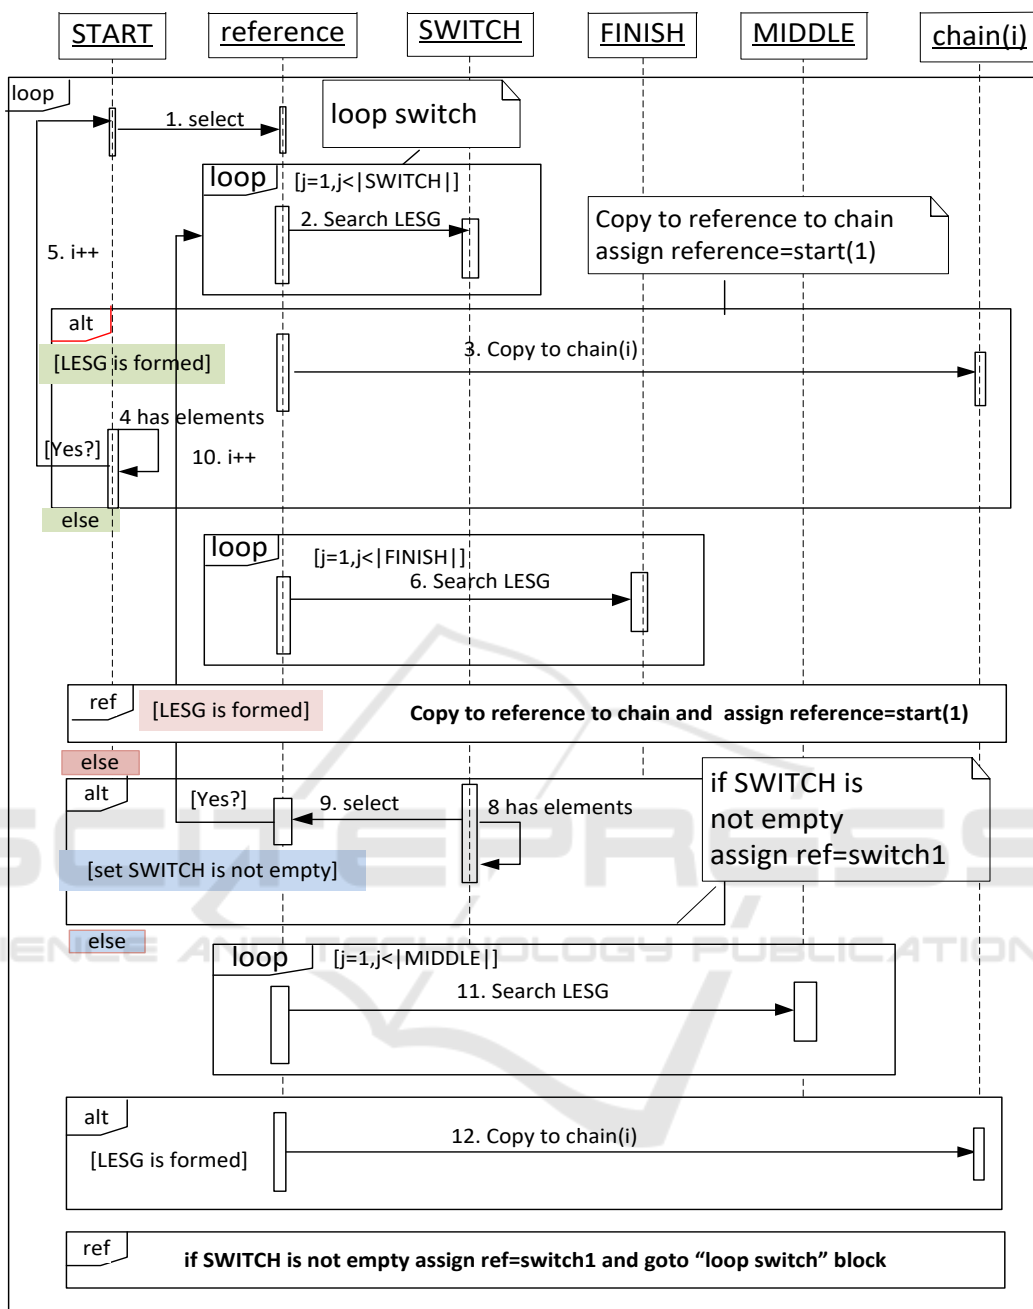 START
reference
SWITCH
FINISH
MIDDLE
chain(i)
loop
1. select
loop switch
loop
[j=1,j<|SWITCH|]
2. Search LESG
Copy to reference to chain
assign reference=start(1)
5. i++
alt
[LESG is formed]
3. Copy to chain(i)
4 has elements
[Yes?]
10. i++
else
loop
[j=1,j<|FINISH|]
6. Search LESG
ref
[LESG is formed]
Copy to reference to chain and assign reference=start(1)
else
alt
[Yes?]
9. select
8 has elements
if SWITCH is
not empty
assign ref=switch1
[set SWITCH is not empty]
SCITEPRESS
SCIENCE AND TECHNOLOGY PUBLICATIONS
else
loop
[j=1,j<|MIDDLE|]
11. Search LESG
alt
12. Copy to chain(i)
[LESG is formed]
ref
if SWITCH is not empty assign ref=switch1 and goto “loop switch” block